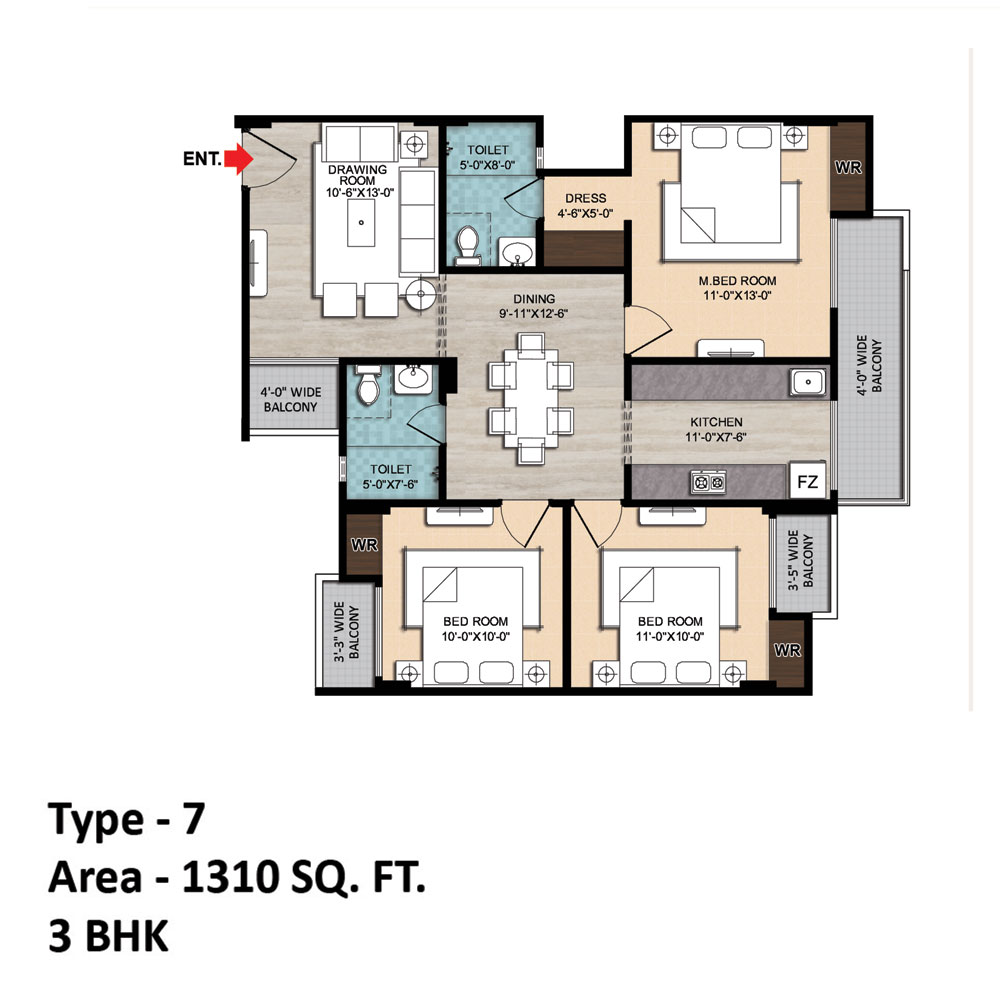 ENT.
DRAWING
ROOM
10'-6"X13'-0"
TOILET
5'-0"X8'-0"
DRESS
4'-6"X5'-0"
WR
M.BED ROOM
11'-0"X13'-0"
DINING
9'-11"X12'-6"
4'-0" WIDE
BALCONY
4'-0" WIDE
BALCONY
KITCHEN
11'-0"X7'-6"
TOILET
5'-0"X7'-6"
FZ
WR
3'-5" WIDE
BALCONY
3'-3" WIDE
BALCONY
BED ROOM
10'-0"X10'-0"
BED ROOM
11'-0"X10'-0"
WR
Type - 7
Area - 1310 SQ. FT.
3 BHK